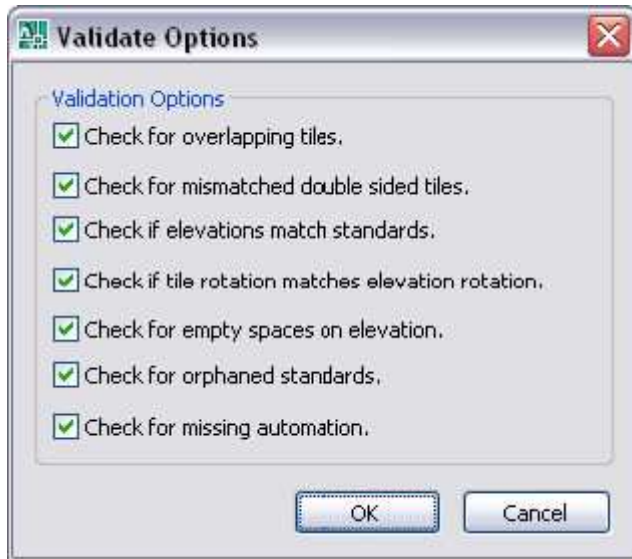 Validate Options
Validation Options
Check for overlapping tiles.
Check for mismatched double sided tiles.
Check if elevations match standards.
Check if tile rotation matches elevation rotation.
Check for empty spaces on elevation.
Check for orphaned standards.
Check for missing automation.
OK Cancel